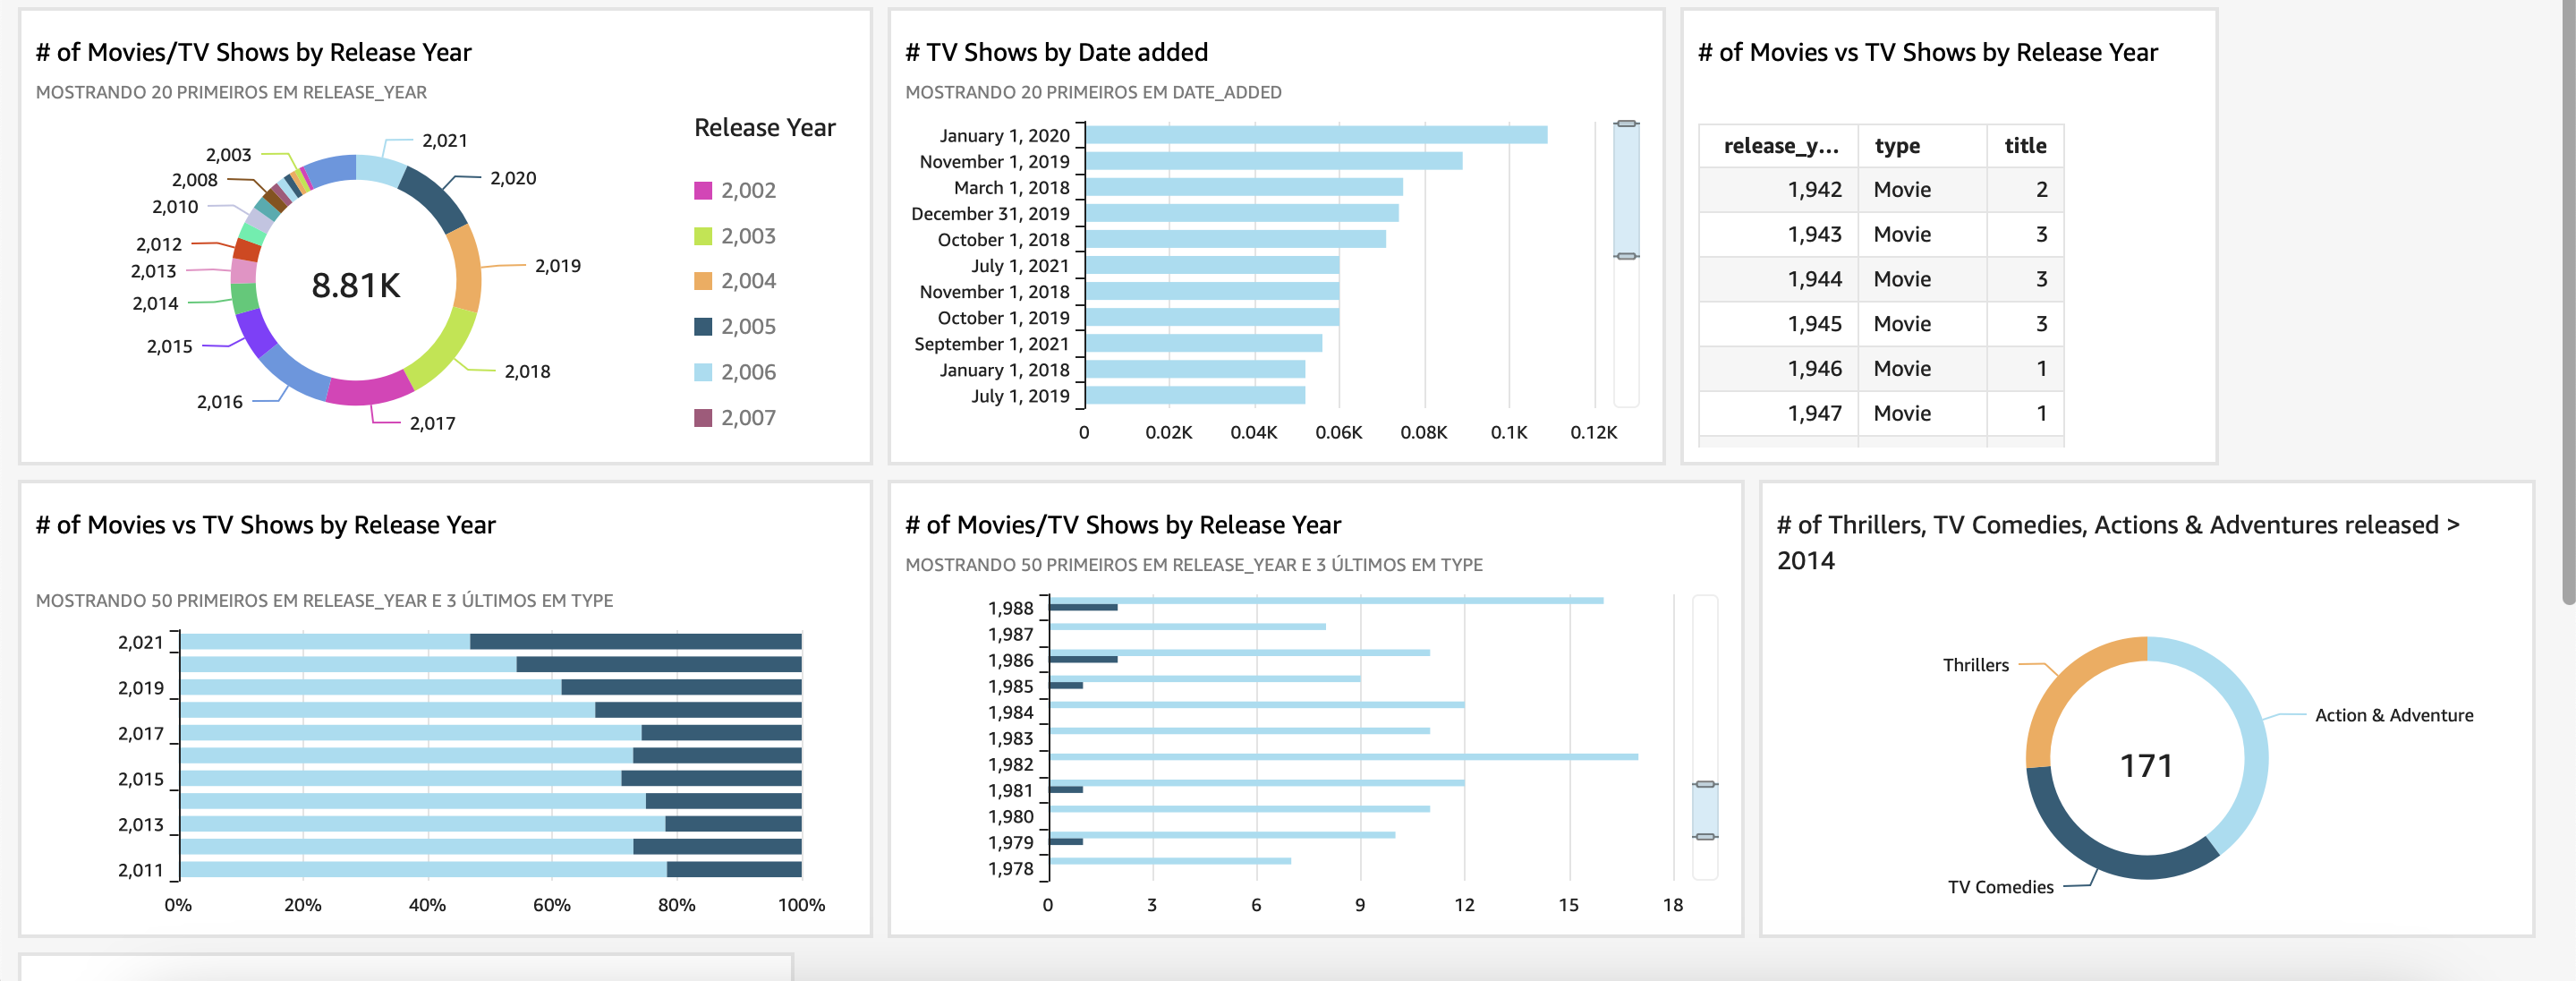 # of Movies/TV Shows by Release Year
MOSTRANDO 20 PRIMEIROS EM RELEASE_YEAR
2,021
2,020
2,019
2,018
2,017
2,016
2,015
2,014
2,013
2,012
2,010
2,008
2,003
8.81K
Release Year
2,002
2,003
2,004
2,005
2,006
2,007
# TV Shows by Date added
MOSTRANDO 20 PRIMEIROS EM DATE_ADDED
January 1, 2020
November 1, 2019
March 1, 2018
December 31, 2019
October 1, 2018
July 1, 2021
November 1, 2018
October 1, 2019
September 1, 2021
January 1, 2018
July 1, 2019
0 0.02K 0.04K 0.06K 0.08K 0.1K 0.12K
# of Movies vs TV Shows by Release Year
release_y... type title
1,942 Movie 2
1,943 Movie 3
1,944 Movie 3
1,945 Movie 3
1,946 Movie 1
1,947 Movie 1
# of Movies vs TV Shows by Release Year
MOSTRANDO 50 PRIMEIROS EM RELEASE_YEAR E 3 ÚLTIMOS EM TYPE
2,021
2,019
2,017
2,015
2,013
2,011
0% 20% 40% 60% 80% 100%
# of Movies/TV Shows by Release Year
MOSTRANDO 50 PRIMEIROS EM RELEASE_YEAR E 3 ÚLTIMOS EM TYPE
1,988
1,987
1,986
1,985
1,984
1,983
1,982
1,981
1,980
1,979
1,978
0 3 6 9 12 15 18
# of Thrillers, TV Comedies, Actions & Adventures released >
2014
Thrillers
Action & Adventure
171
TV Comedies